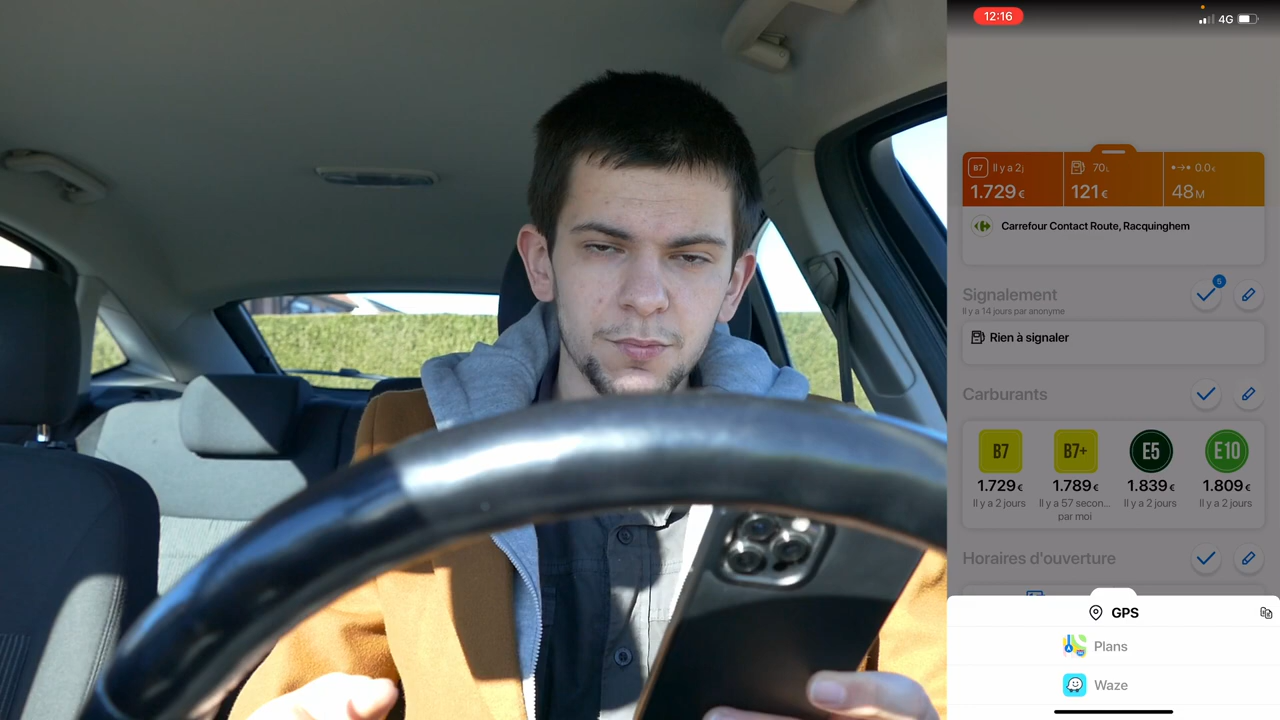 12:16
4G
B7 Il y a 2j
70L
0.0€
1.729€
121€
48M
Carrefour Contact Route, Racquinghem
Signalement
5
Il y a 14 jours par anonyme
Rien à signaler
Carburants
B7
B7+
E5
E10
1.729€
1.789€
1.839€
1.809€
Il y a 2 jours
Il y a 57 secon...
par moi
Il y a 2 jours
Il y a 2 jours
Horaires d'ouverture
GPS
Plans
Waze